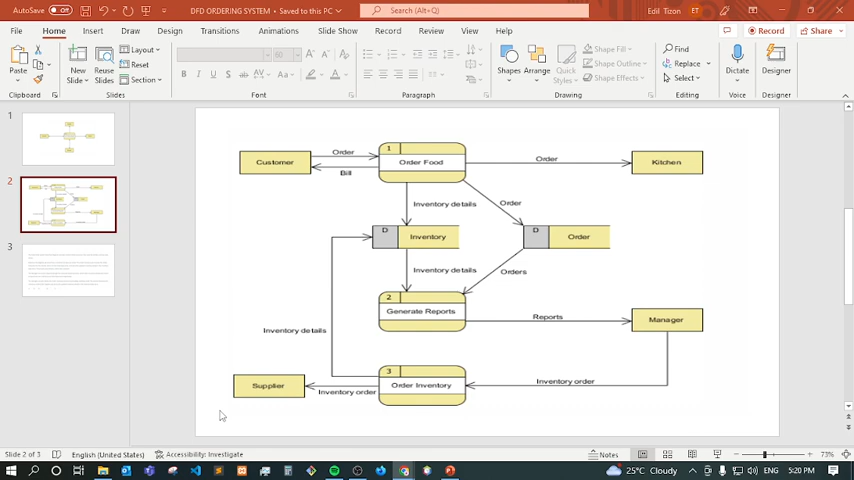 AutoSave Off DFD ORDERING SYSTEM • Saved to this PC Search (Alt+Q) Edil Tizon ET
File Home Insert Draw Design Transitions Animations Slide Show Record Review View Help Record Share
Paste New Slide Reuse Slides Layout Reset Section 60 B I U S ab AV Aa A Shapes Arrange Quick Styles Shape Fill Shape Outline Shape Effects Find Replace Select Dictate Designer
Clipboard Slides Font Paragraph Drawing Editing Voice Designer
1
2
3
1
Customer
Order
Bill
Order Food
Order
Kitchen
Inventory details
Order
D
Inventory
D
Order
Inventory details
Orders
2
Generate Reports
Reports
Manager
Inventory details
3
Supplier
Inventory order
Order Inventory
Inventory order
Slide 2 of 3 English (United States) Accessibility: Investigate Notes 73%
25°C Cloudy ENG 5:20 PM